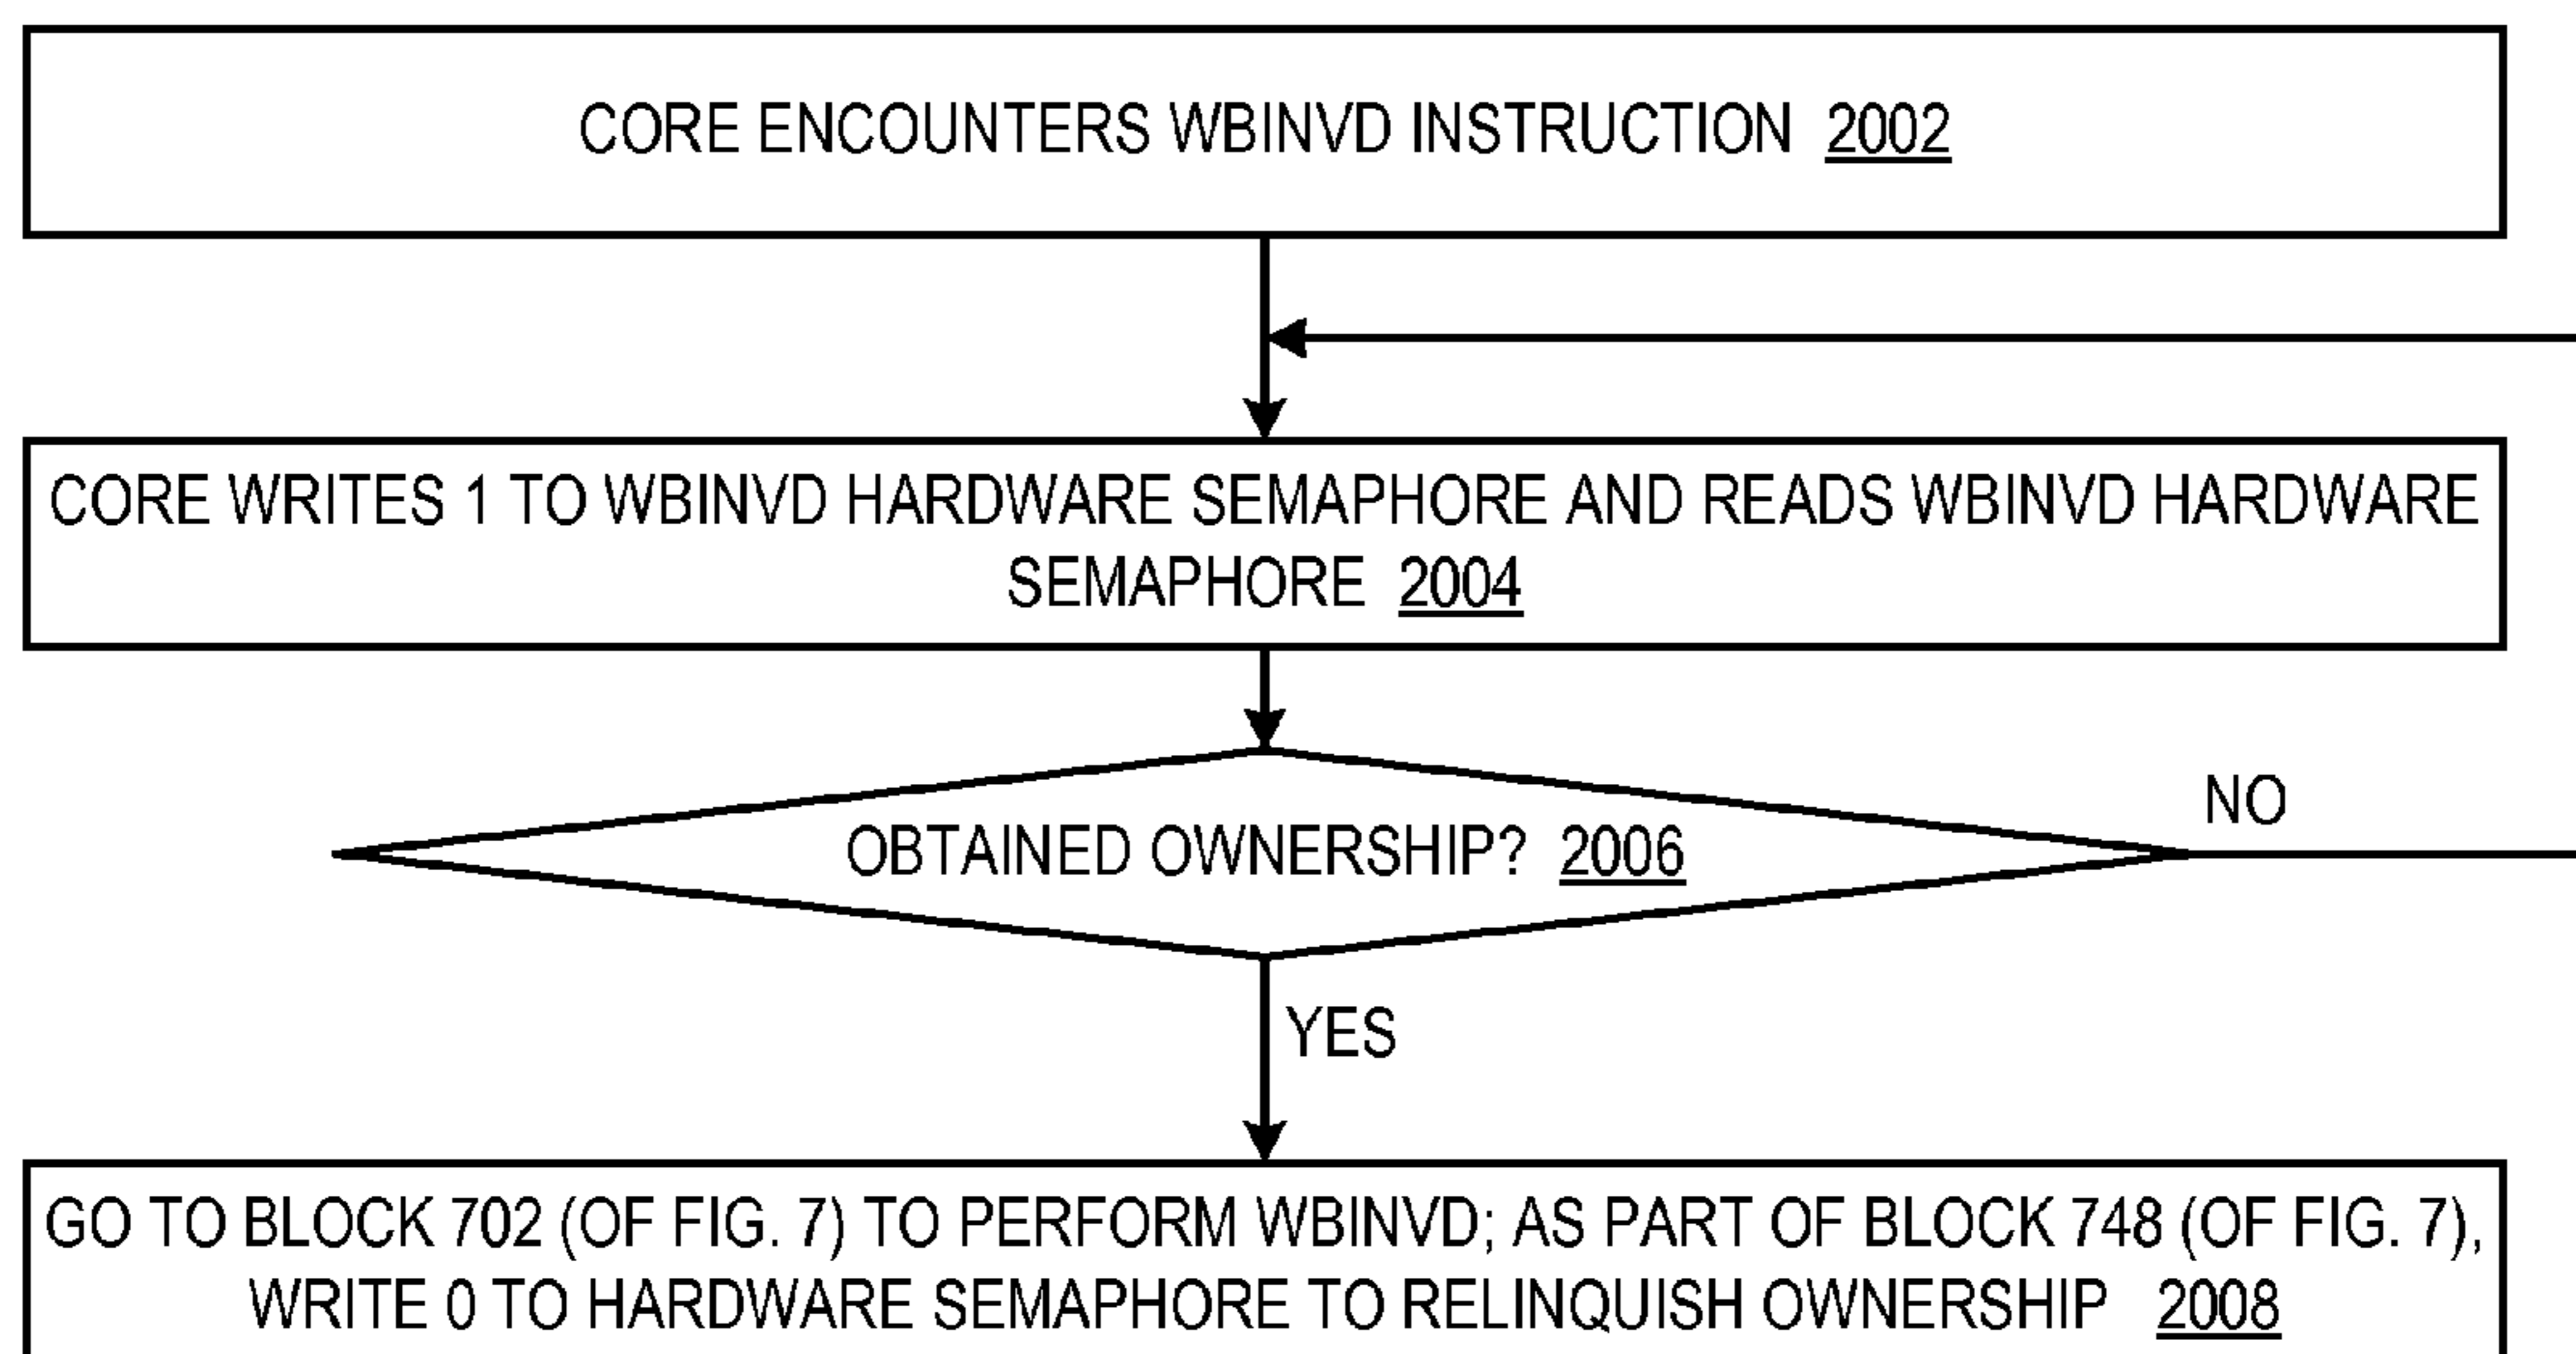 CORE ENCOUNTERS WBINVD INSTRUCTION 2002
CORE WRITES 1 TO WBINVD HARDWARE SEMAPHORE AND READS WBINVD HARDWARE
SEMAPHORE 2004
OBTAINED OWNERSHIP? 2006
NO
YES
GO TO BLOCK 702 (OF FIG. 7) TO PERFORM WBINVD; AS PART OF BLOCK 748 (OF FIG. 7),
WRITE 0 TO HARDWARE SEMAPHORE TO RELINQUISH OWNERSHIP 2008